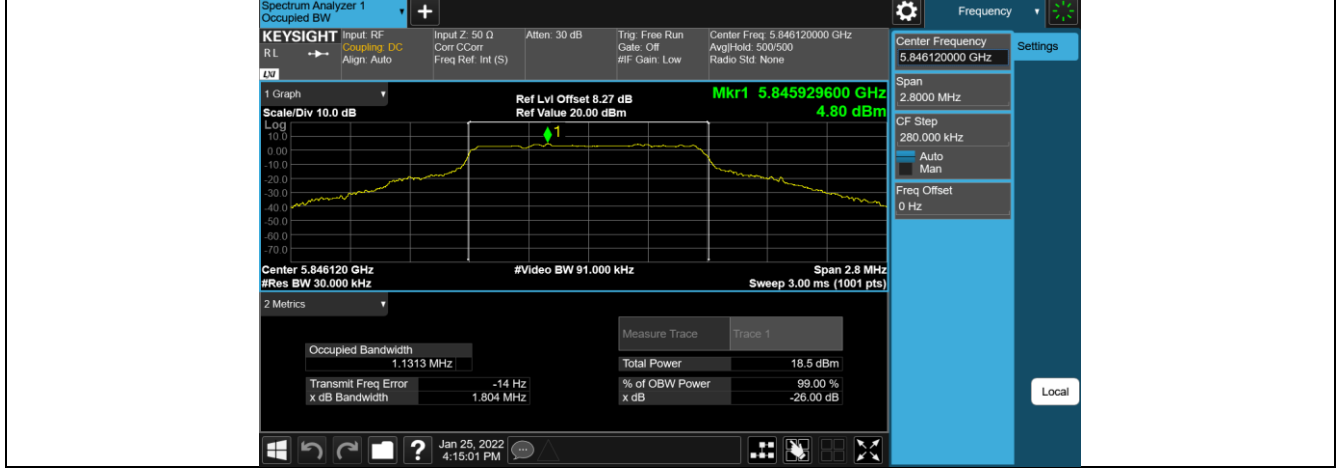 Spectrum Analyzer 1
Occupied BW
+
Frequency
KEYSIGHT
R L
LXI
Input: RF
Coupling: DC
Align: Auto
Input Z: 50 Ω
Corr CCorr
Freq Ref: Int (S)
Atten: 30 dB
Trig: Free Run
Gate: Off
#IF Gain: Low
Center Freq: 5.846120000 GHz
Avg|Hold: 500/500
Radio Std: None
1 Graph
Scale/Div 10.0 dB
Ref Lvl Offset 8.27 dB
Ref Value 20.00 dBm
Mkr1 5.845929600 GHz
4.80 dBm
Log
10.0
0.00
-10.0
-20.0
-30.0
-40.0
-50.0
-60.0
-70.0
1
Center 5.846120 GHz
#Res BW 30.000 kHz
#Video BW 91.000 kHz
Span 2.8 MHz
Sweep 3.00 ms (1001 pts)
2 Metrics
Measure Trace Trace 1
Occupied Bandwidth
1.1313 MHz
Total Power 18.5 dBm
Transmit Freq Error -14 Hz
x dB Bandwidth 1.804 MHz
% of OBW Power 99.00 %
x dB -26.00 dB
Center Frequency
5.846120000 GHz
Span
2.8000 MHz
CF Step
280.000 kHz
Auto
Man
Freq Offset
0 Hz
Settings
Local
?
Jan 25, 2022
4:15:01 PM